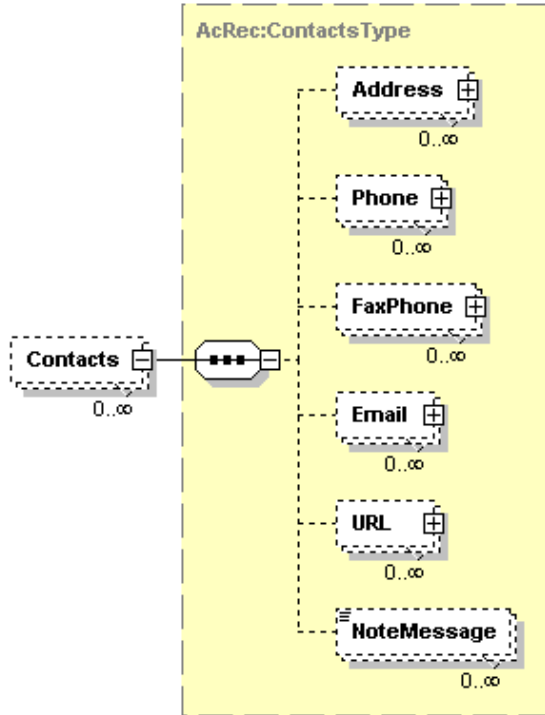 AcRec:ContactsType
Address
0..∞
Phone
0..∞
FaxPhone
0..∞
Contacts
0..∞
Email
0..∞
URL
0..∞
NoteMessage
0..∞